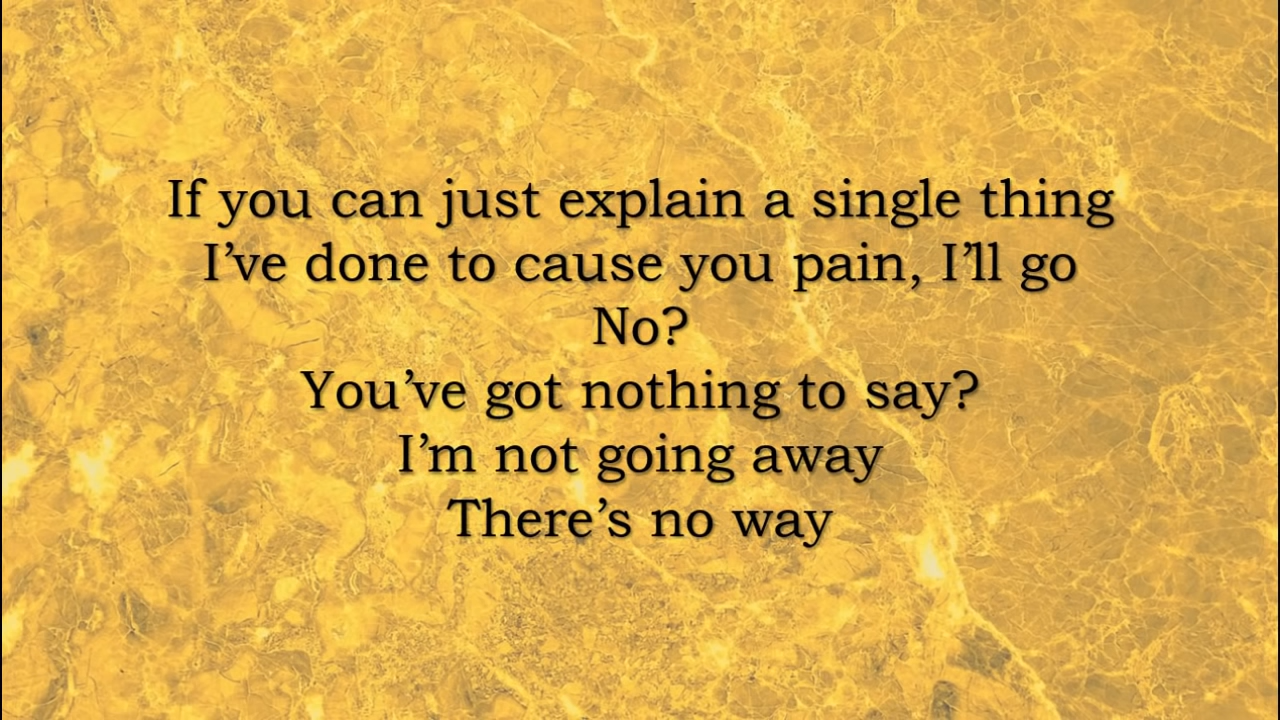 If you can just explain a single thing
I’ve done to cause you pain, I’ll go
No?
You’ve got nothing to say?
I’m not going away
There’s no way